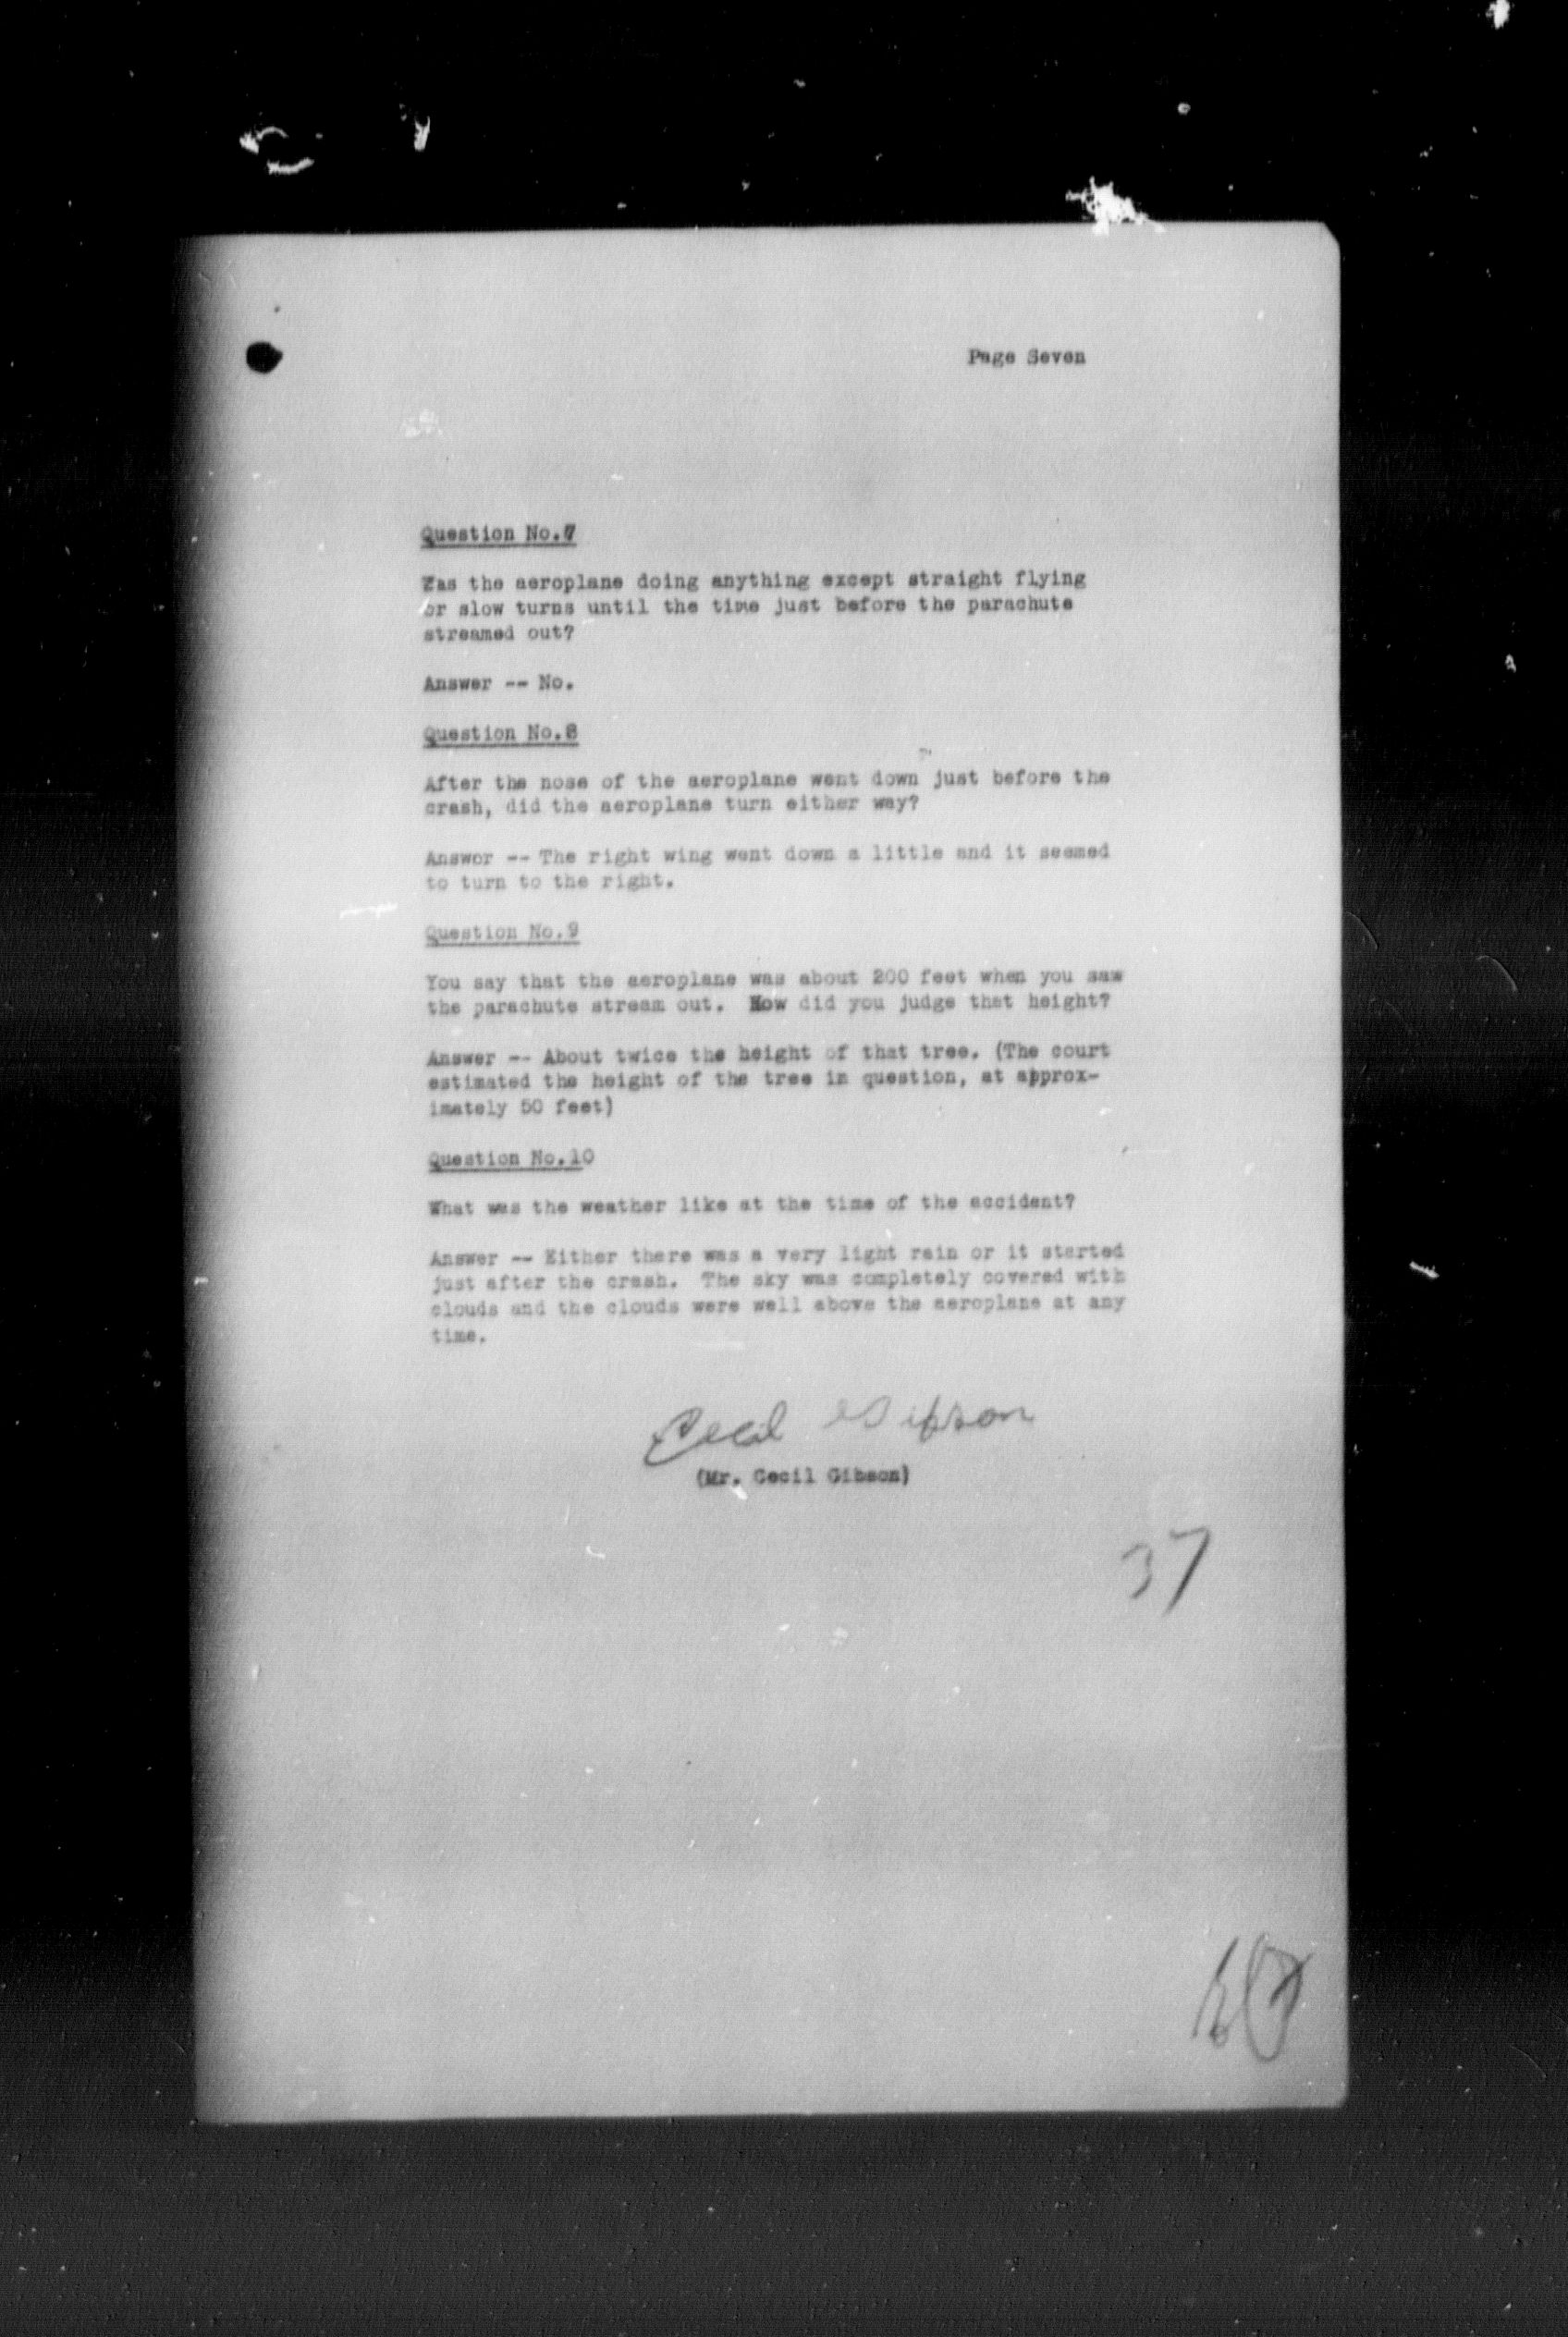 Page Seven
Question No.7
Was the aeroplane doing anything except straight flying
or slow turns until the time just before the parachute
streamed out?
Answer -- No.
Question No.8
After the nose of the aeroplane went down just before the
crash, did the aeroplane turn either way?
Answer -- The right wing went down a little and it seemed
to turn to the right.
Question No.9
You say that the aeroplane was about 200 feet when you saw
the parachute stream out. How did you judge that height?
Answer -- About twice the height of that tree. (The court
estimated the height of the tree in question, at approx-
imately 50 feet)
Question No.10
What was the weather like at the time of the accident?
Answer -- Either there was a very light rain or it started
just after the crash. The sky was completely covered with
clouds and the clouds were well above the aeroplane at any
time.
Cecil Gibson
(Mr. Cecil Gibson)
37